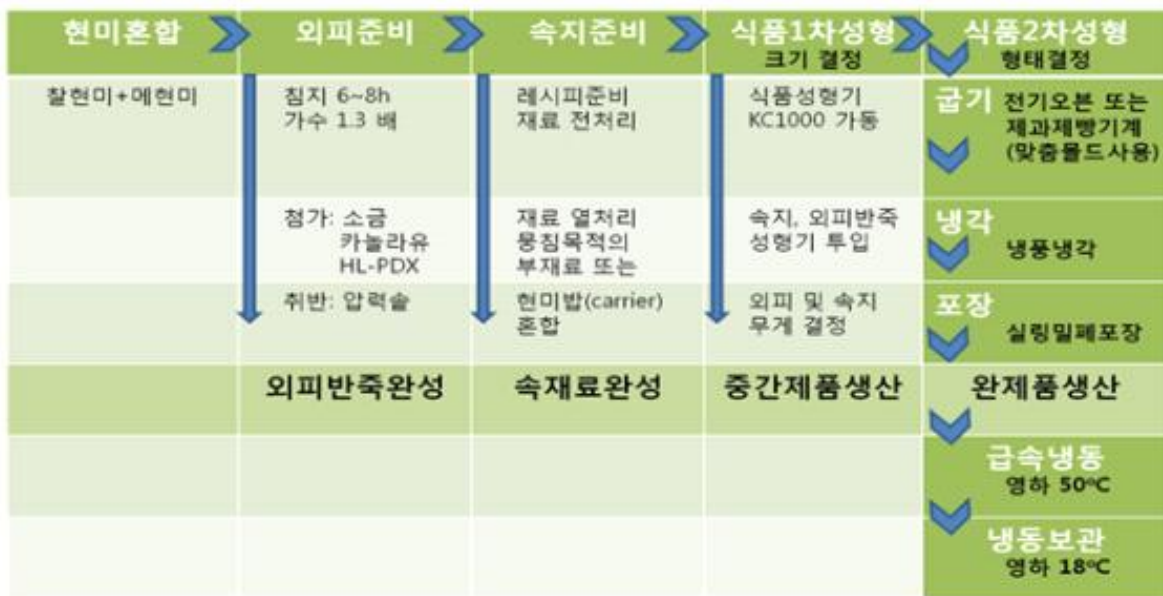 현미혼합
외피준비
속지준비
식품1차성형
크기 결정
식품2차성형
형태결정
찰현미+메현미
침지 6~8h
가수 1.3 배
레시피준비
재료 전처리
식품성형기
KC1000 가동
굽기 전기오븐 또는
제과제빵기계
(맞춤몰드사용)
첨가: 소금
카놀라유
HL-PDX
재료 열처리
뭉침목적의
부재료 또는
속지, 외피반죽
성형기 투입
냉각
냉풍냉각
취반: 압력솥
현미밥(carrier)
혼합
외피 및 속지
무게 결정
포장
실링밀폐포장
외피반죽완성
속재료완성
중간제품생산
완제품생산
급속냉동
영하 50℃
냉동보관
영하 18℃